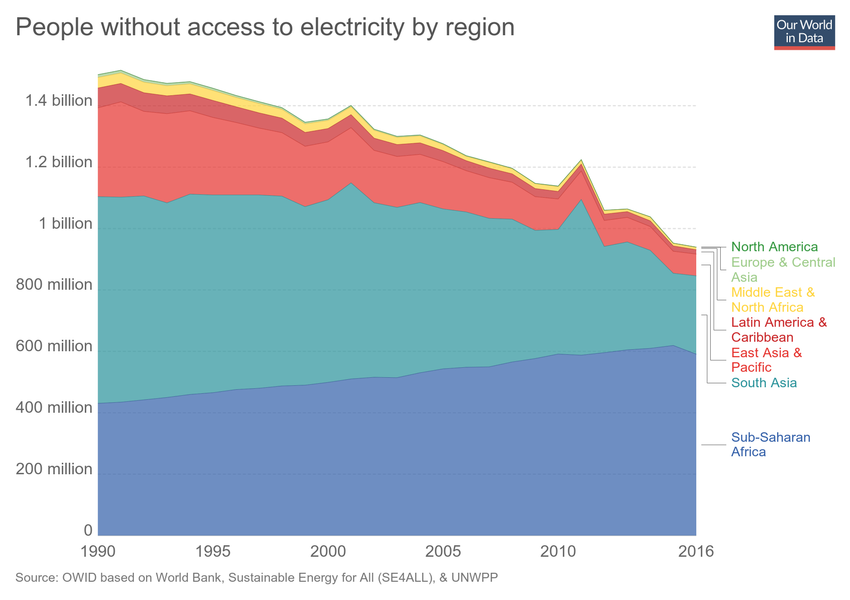 People without access to electricity by region
Our World
in Data
1.4 billion
1.2 billion
1 billion
800 million
600 million
400 million
200 million
0
1990
1995
2000
2005
2010
2016
North America
Europe & Central
Asia
Middle East &
North Africa
Latin America &
Caribbean
East Asia &
Pacific
South Asia
Sub-Saharan
Africa
Source: OWID based on World Bank, Sustainable Energy for All (SE4ALL), & UNWPP